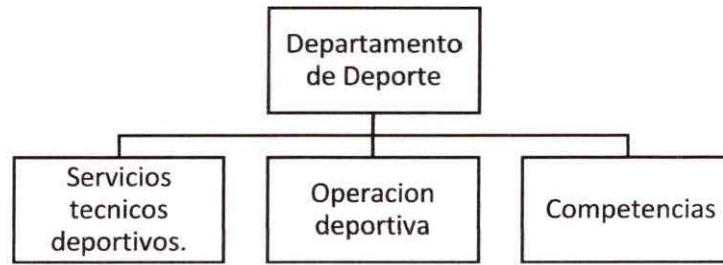 Departamento
de Deporte
Servicios
tecnicos
deportivos.
Operacion
deportiva
Competencias